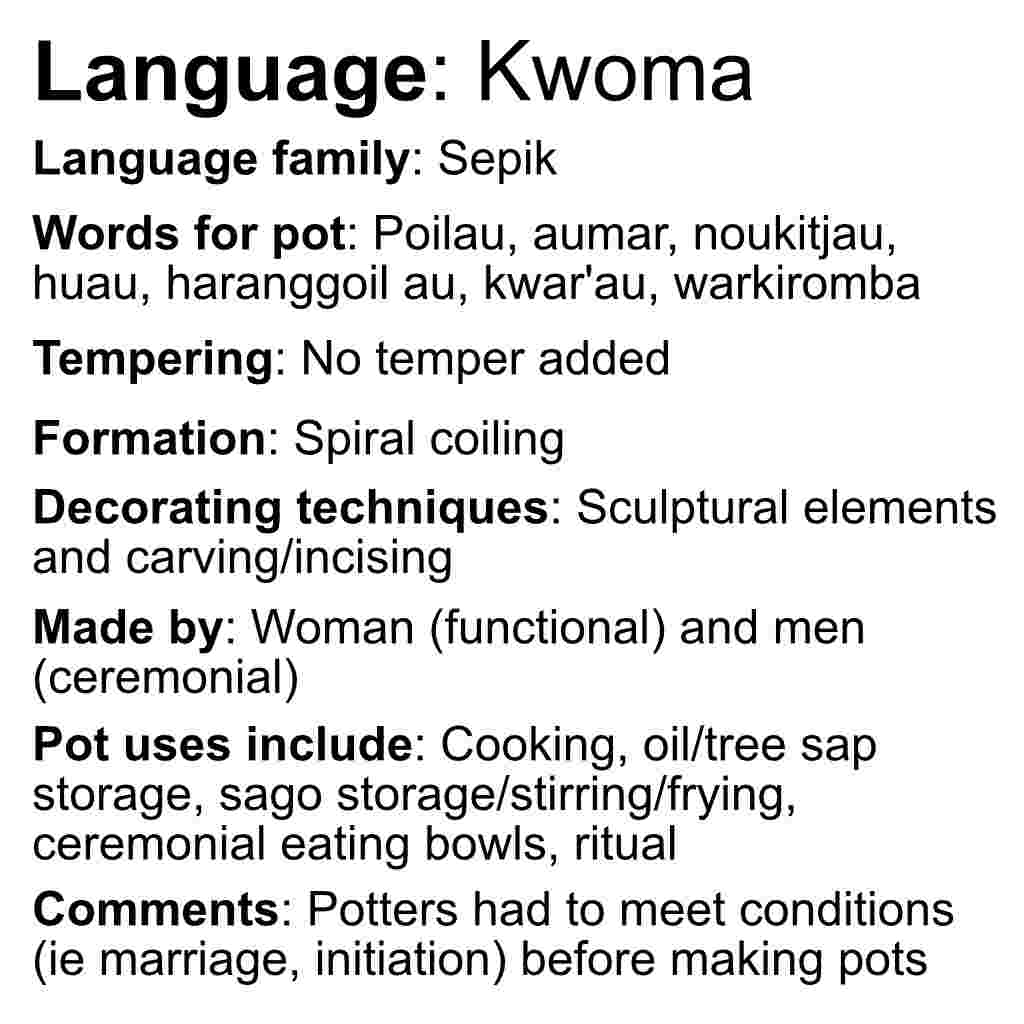 Language: Kwoma
Language family: Sepik
Words for pot: Poilau, aumar, noukitjau,
huau, haranggoil au, kwar'au, warkiromba
Tempering: No temper added
Formation: Spiral coiling
Decorating techniques: Sculptural elements
and carving/incising
Made by: Woman (functional) and men
(ceremonial)
Pot uses include: Cooking, oil/tree sap
storage, sago storage/stirring/frying,
ceremonial eating bowls, ritual
Comments: Potters had to meet conditions
(ie marriage, initiation) before making pots